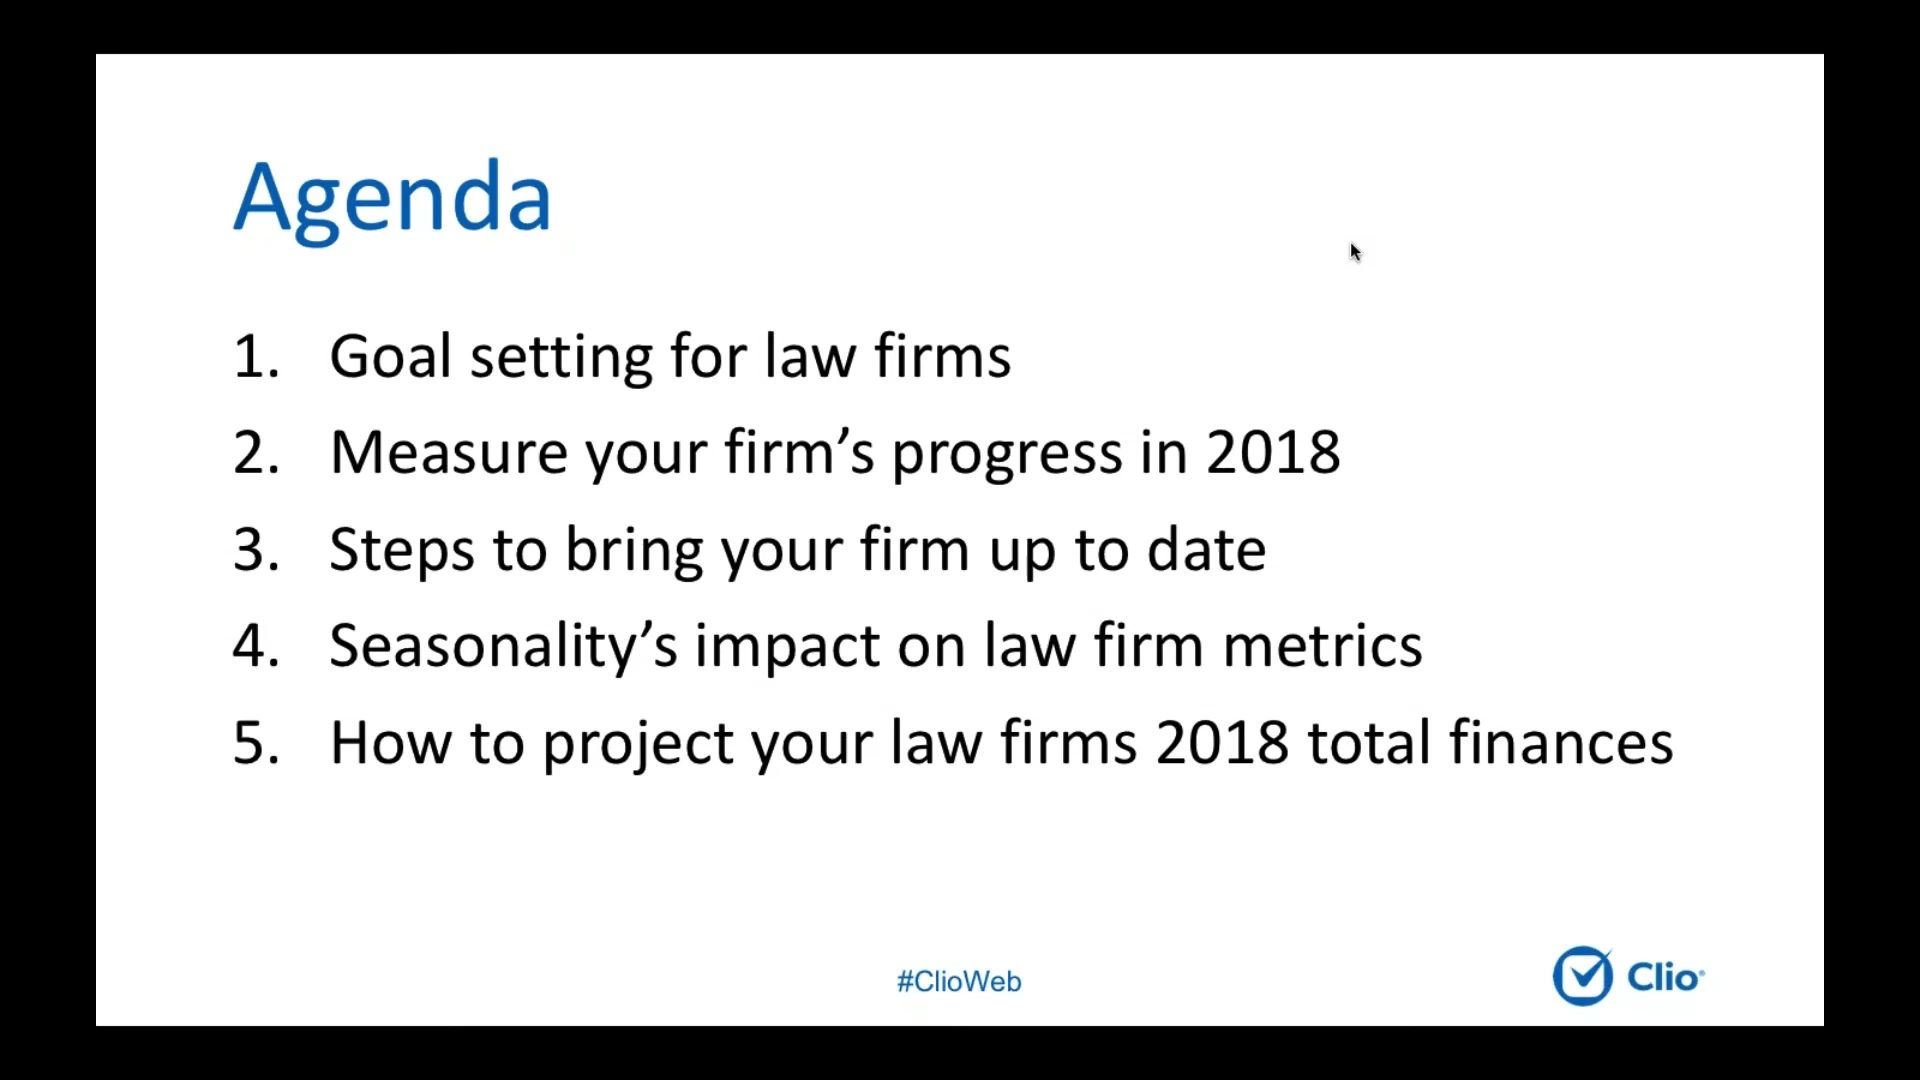 Agenda
1. Goal setting for law firms
2. Measure your firm’s progress in 2018
3. Steps to bring your firm up to date
4. Seasonality’s impact on law firm metrics
5. How to project your law firms 2018 total finances
#ClioWeb
Clio®